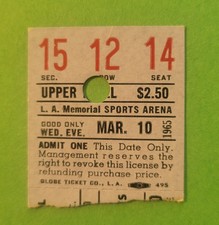 15 12 14
SEC. ROW SEAT
UPPER LL $2.50
L. A. Memorial SPORTS ARENA
GOOD ONLY
WED. EVE. MAR. 10 1965
ADMIT ONE This Date Only.
Management reserves the
right to revoke this license by
refunding purchase price.
GLOBE TICKET CO., L. A. 495